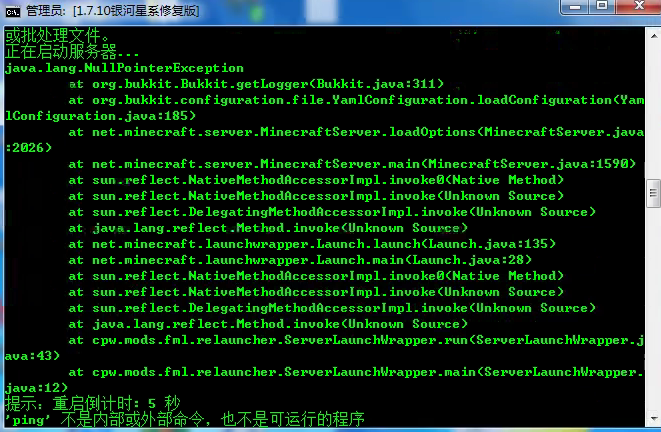 管理员: [1.7.10银河星系修复版]
或批处理文件。
正在启动服务器...
java.lang.NullPointerException
at org.bukkit.Bukkit.getLogger(Bukkit.java:311)
at org.bukkit.configuration.file.YamlConfiguration.loadConfiguration(Yam
lConfiguration.java:185)
at net.minecraft.server.MinecraftServer.loadOptions(MinecraftServer.java
:2026)
at net.minecraft.server.MinecraftServer.main(MinecraftServer.java:1590)
at sun.reflect.NativeMethodAccessorImpl.invoke0(Native Method)
at sun.reflect.NativeMethodAccessorImpl.invoke(Unknown Source)
at sun.reflect.DelegatingMethodAccessorImpl.invoke(Unknown Source)
at java.lang.reflect.Method.invoke(Unknown Source)
at net.minecraft.launchwrapper.Launch.launch(Launch.java:135)
at net.minecraft.launchwrapper.Launch.main(Launch.java:28)
at sun.reflect.NativeMethodAccessorImpl.invoke0(Native Method)
at sun.reflect.NativeMethodAccessorImpl.invoke(Unknown Source)
at sun.reflect.DelegatingMethodAccessorImpl.invoke(Unknown Source)
at java.lang.reflect.Method.invoke(Unknown Source)
at cpw.mods.fml.relauncher.ServerLaunchWrapper.run(ServerLaunchWrapper.j
ava:43)
at cpw.mods.fml.relauncher.ServerLaunchWrapper.main(ServerLaunchWrapper.
java:12)
提示: 重启倒计时: 5 秒
'ping' 不是内部或外部命令，也不是可运行的程序